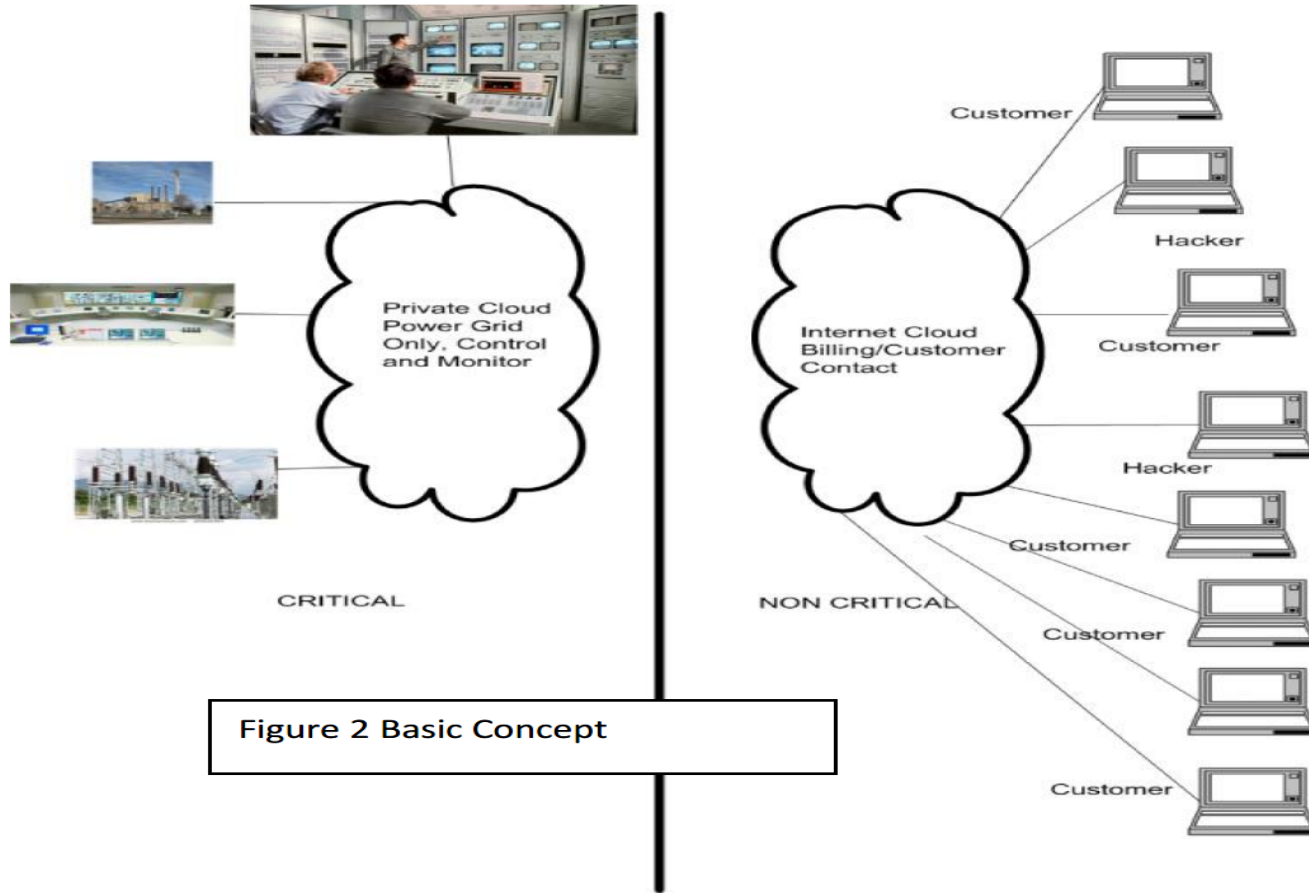 Customer
Hacker
Private Cloud
Power Grid
Only, Control
and Monitor
Internet Cloud
Billing/Customer
Contact
Customer
Hacker
Customer
CRITICAL
NON CRITICAL
Customer
Figure 2 Basic Concept
Customer